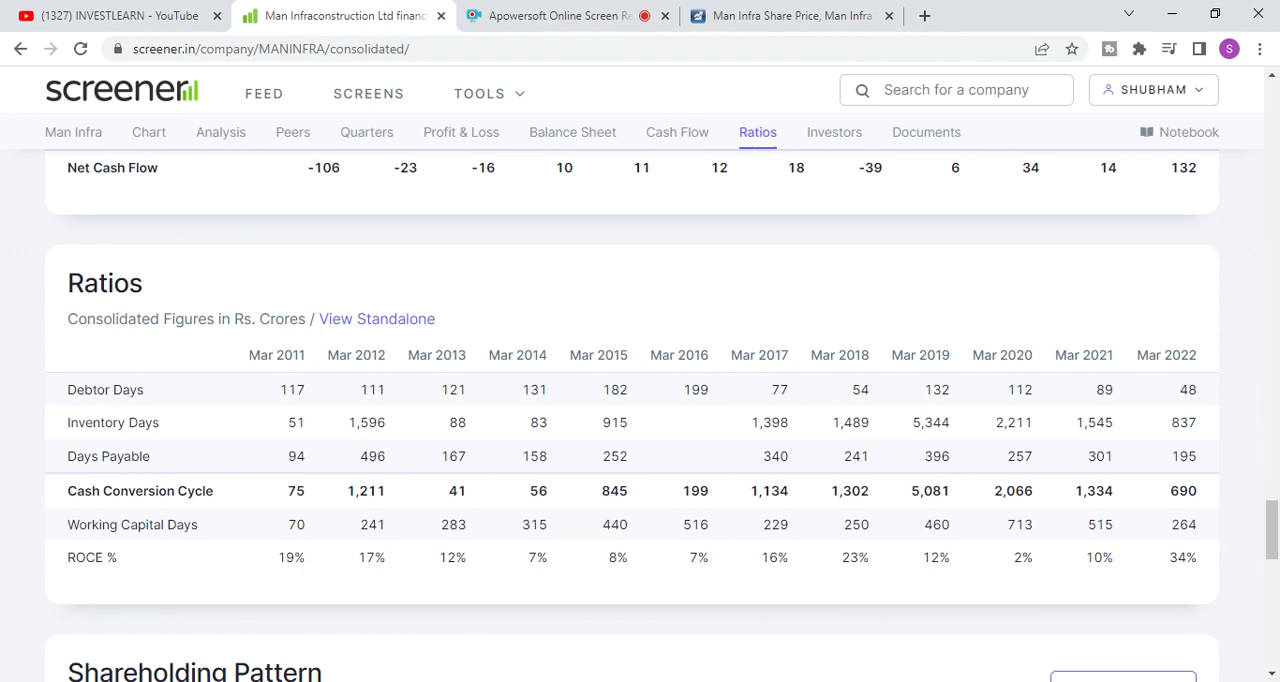 (1327) INVESTLEARN - YouTube
Man Infraconstruction Ltd financ
Apowersoft Online Screen Re
Man Infra Share Price, Man Infra
screener.in/company/MANINFRA/consolidated/
S
screener
FEED
SCREENS
TOOLS
Search for a company
SHUBHAM
Man Infra Chart Analysis Peers Quarters Profit & Loss Balance Sheet Cash Flow Ratios Investors Documents Notebook
Net Cash Flow -106 -23 -16 10 11 12 18 -39 6 34 14 132
Ratios
Consolidated Figures in Rs. Crores / View Standalone
Mar 2011 Mar 2012 Mar 2013 Mar 2014 Mar 2015 Mar 2016 Mar 2017 Mar 2018 Mar 2019 Mar 2020 Mar 2021 Mar 2022
Debtor Days 117 111 121 131 182 199 77 54 132 112 89 48
Inventory Days 51 1,596 88 83 915 1,398 1,489 5,344 2,211 1,545 837
Days Payable 94 496 167 158 252 340 241 396 257 301 195
Cash Conversion Cycle 75 1,211 41 56 845 199 1,134 1,302 5,081 2,066 1,334 690
Working Capital Days 70 241 283 315 440 516 229 250 460 713 515 264
ROCE % 19% 17% 12% 7% 8% 7% 16% 23% 12% 2% 10% 34%
Shareholding Pattern